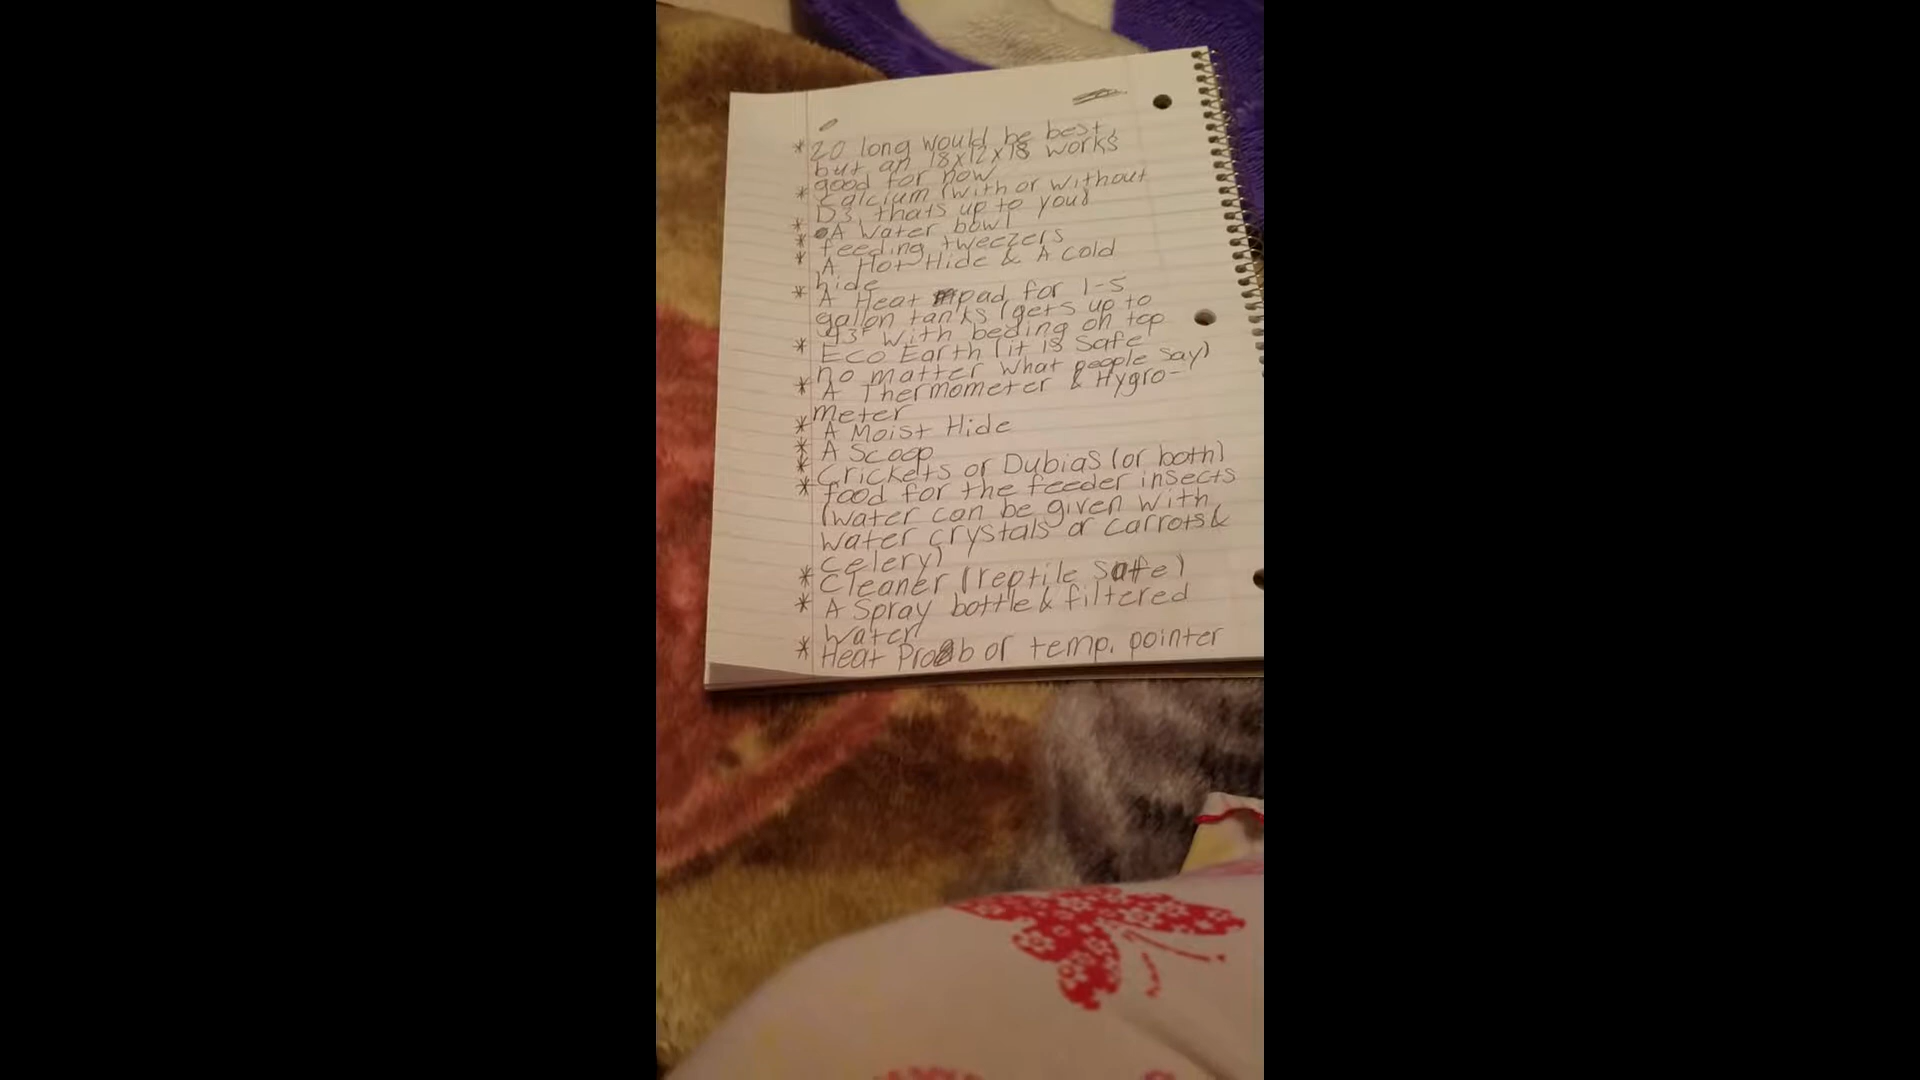 * 20 long would be best,
but an 18x12x18 works
good for now
* Calcium (with or without
D3, thats up to you)
* A Water bowl
* feeding tweezers
* A Hot Hide & A cold
hide
* A Heat pad for 1-5
gallon tanks (gets up to
93F with beding on top
* Eco Earth (it is safe
no matter what people say)
* A Thermometer & Hygro-
meter
* A Moist Hide
* A Scoop
* Crickets or Dubias (or both)
* food for the feeder insects
(water can be given with
water crystals or carrots &
celery)
* Cleaner (reptile Safe)
* A Spray bottle & filtered
water
* Heat Prob or temp. pointer